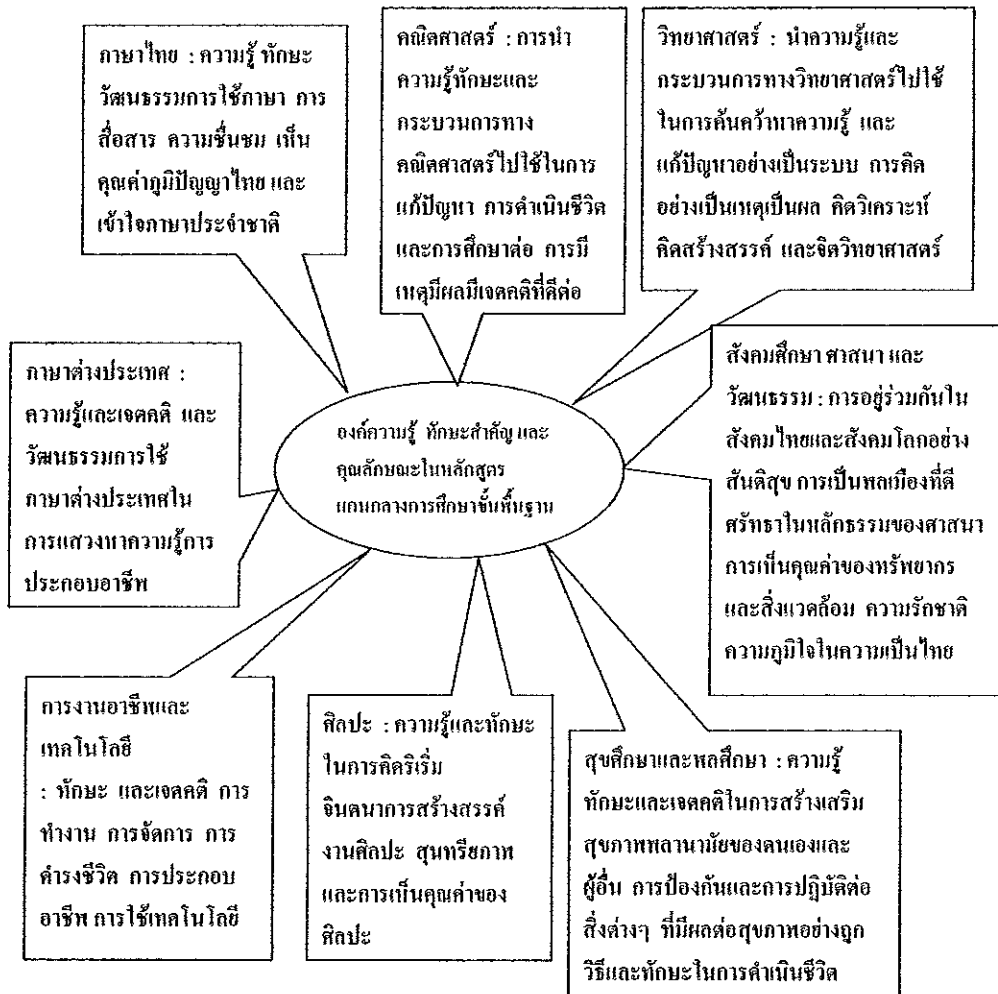 ภาษาไทย : ความรู้ ทักษะ
วัฒนธรรมการใช้ภาษา การ
สื่อสาร ความชื่นชม เห็น
คุณค่าภูมิปัญญาไทย และ
เข้าใจภาษาประจำชาติ
คณิตศาสตร์ : การนำ
ความรู้ทักษะและ
กระบวนการทาง
คณิตศาสตร์ไปใช้ในการ
แก้ปัญหา การดำเนินชีวิต
และการศึกษาต่อ การมี
เหตุมีผลมีเจตคติที่ดีต่อ
วิทยาศาสตร์ : นำความรู้และ
กระบวนการทางวิทยาศาสตร์ไปใช้
ในการค้นคว้าหาความรู้ และ
แก้ปัญหาอย่างเป็นระบบ การคิด
อย่างเป็นเหตุเป็นผล คิดวิเคราะห์
คิดสร้างสรรค์ และจิตวิทยาศาสตร์
ภาษาต่างประเทศ :
ความรู้และเจตคติ และ
วัฒนธรรมการใช้
ภาษาต่างประเทศใน
การแสวงหาความรู้การ
ประกอบอาชีพ
องค์ความรู้ ทักษะสำคัญ และ
คุณลักษณะในหลักสูตร
แกนกลางการศึกษาขั้นพื้นฐาน
สังคมศึกษา ศาสนา และ
วัฒนธรรม : การอยู่ร่วมกันใน
สังคมไทยและสังคมโลกอย่าง
สันติสุข การเป็นพลเมืองที่ดี
ศรัทธาในหลักธรรมของศาสนา
การเห็นคุณค่าของทรัพยากร
และสิ่งแวดล้อม ความรักชาติ
ความภูมิใจในความเป็นไทย
การงานอาชีพและ
เทคโนโลยี
: ทักษะ และเจตคติ การ
ทำงาน การจัดการ การ
ดำรงชีวิต การประกอบ
อาชีพ การใช้เทคโนโลยี
ศิลปะ : ความรู้และทักษะ
ในการคิดริเริ่ม
จินตนาการสร้างสรรค์
งานศิลปะ สุนทรียภาพ
และการเห็นคุณค่าของ
ศิลปะ
สุขศึกษาและพลศึกษา : ความรู้
ทักษะและเจตคติในการสร้างเสริม
สุขภาพพลานามัยของตนเองและ
ผู้อื่น การป้องกันและการปฏิบัติต่อ
สิ่งต่างๆ ที่มีผลต่อสุขภาพอย่างถูก
วิธีและทักษะในการดำเนินชีวิต